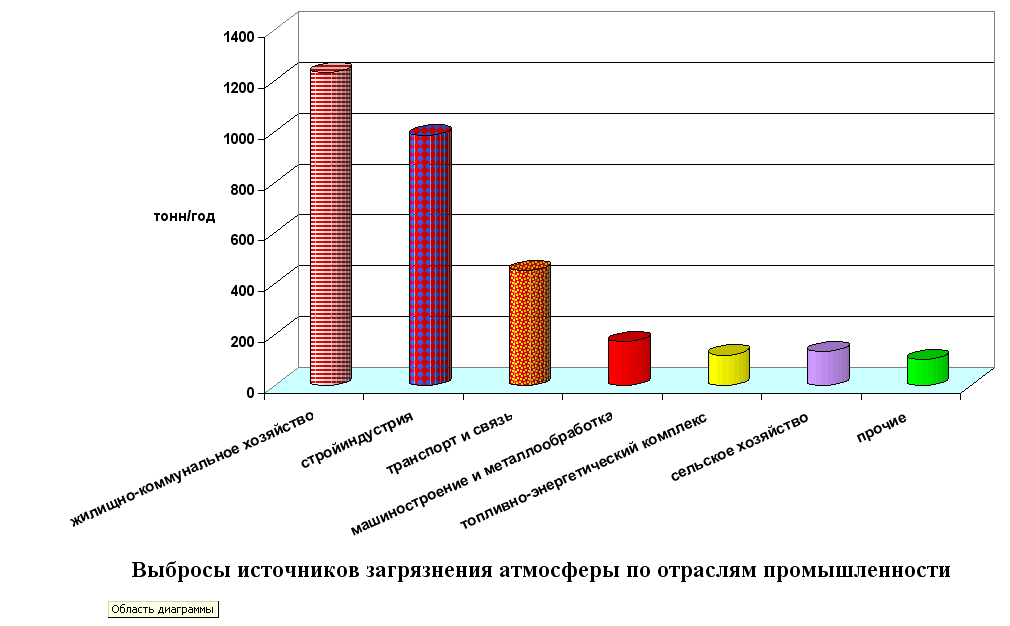 1400
1200
1000
800
600
400
200
0
тонн/год
жилищно-коммунальное хозяйство
стройиндустрия
транспорт и связь
машиностроение и металлообработка
топливно-энергетический комплекс
сельское хозяйство
прочие
Выбросы источников загрязнения атмосферы по отраслям промышленности
Область диаграммы